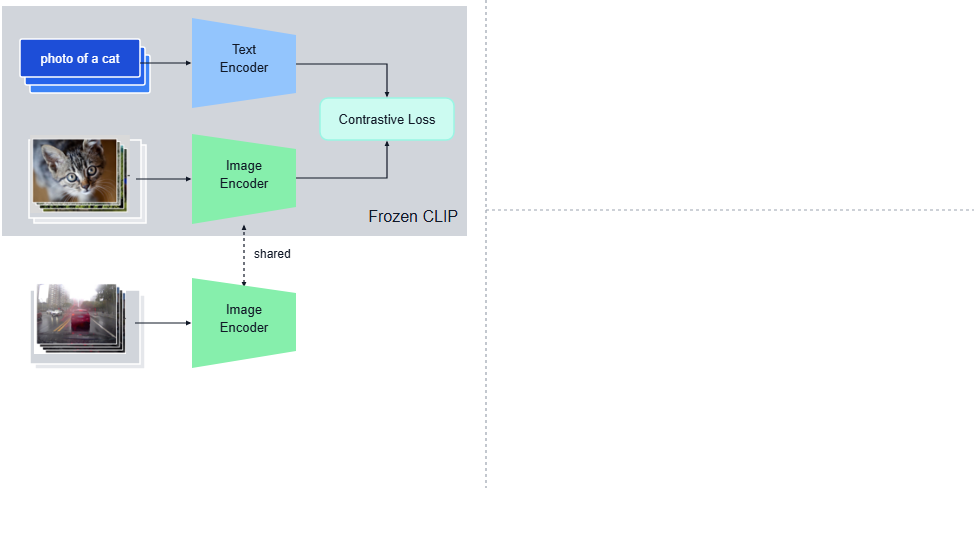 photo of a cat
Text
Encoder
Contrastive Loss
Image
Encoder
Frozen CLIP
shared
Image
Encoder